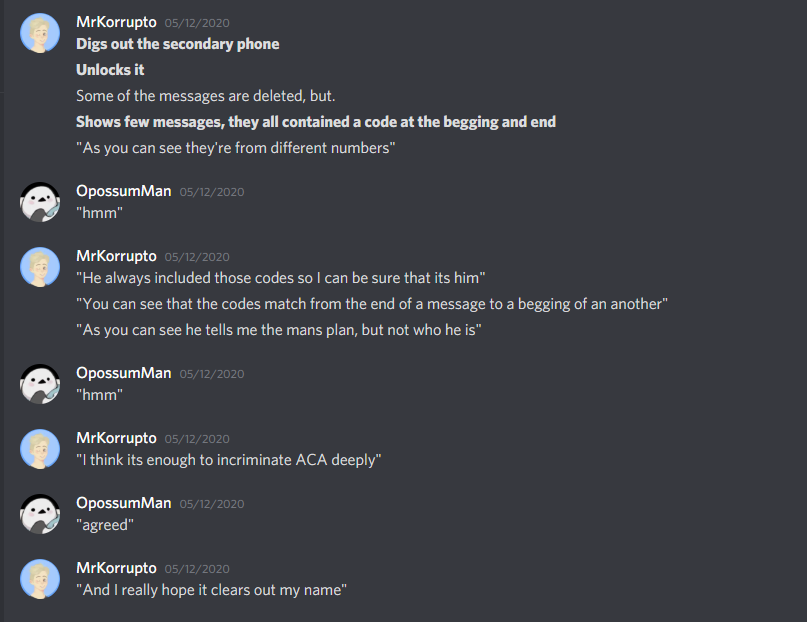 MrKorrupto 05/12/2020
Digs out the secondary phone
Unlocks it
Some of the messages are deleted, but.
Shows few messages, they all contained a code at the begging and end
"As you can see they're from different numbers"
OpossumMan 05/12/2020
"hmm"
MrKorrupto 05/12/2020
"He always included those codes so I can be sure that its him"
"You can see that the codes match from the end of a message to a begging of an another"
"As you can see he tells me the mans plan, but not who he is"
OpossumMan 05/12/2020
"hmm"
MrKorrupto 05/12/2020
"I think its enough to incriminate ACA deeply"
OpossumMan 05/12/2020
"agreed"
MrKorrupto 05/12/2020
"And I really hope it clears out my name"